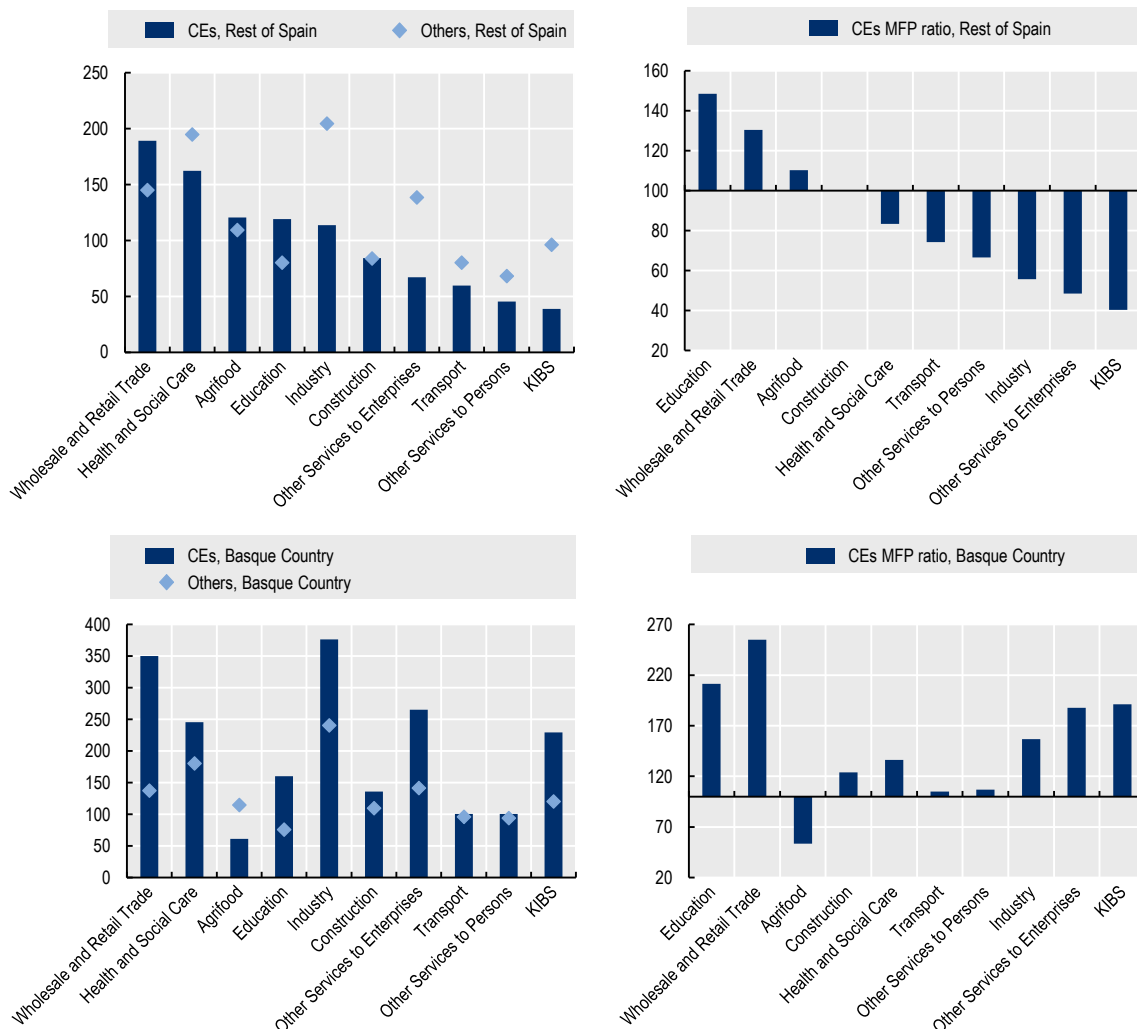 CEs, Rest of Spain
Others, Rest of Spain
250
200
150
100
50
0
Wholesale and Retail Trade
Health and Social Care
Agrifood
Education
Industry
Construction
Other Services to Enterprises
Transport
Other Services to Persons
KIBS
CEs MFP ratio, Rest of Spain
160
140
120
100
80
60
40
20
Education
Wholesale and Retail Trade
Agrifood
Construction
Health and Social Care
Transport
Other Services to Persons
Industry
Other Services to Enterprises
KIBS
CEs, Basque Country
Others, Basque Country
400
350
300
250
200
150
100
50
0
Wholesale and Retail Trade
Health and Social Care
Agrifood
Education
Industry
Construction
Other Services to Enterprises
Transport
Other Services to Persons
KIBS
CEs MFP ratio, Basque Country
270
220
170
120
70
20
Education
Wholesale and Retail Trade
Agrifood
Construction
Health and Social Care
Transport
Other Services to Persons
Industry
Other Services to Enterprises
KIBS